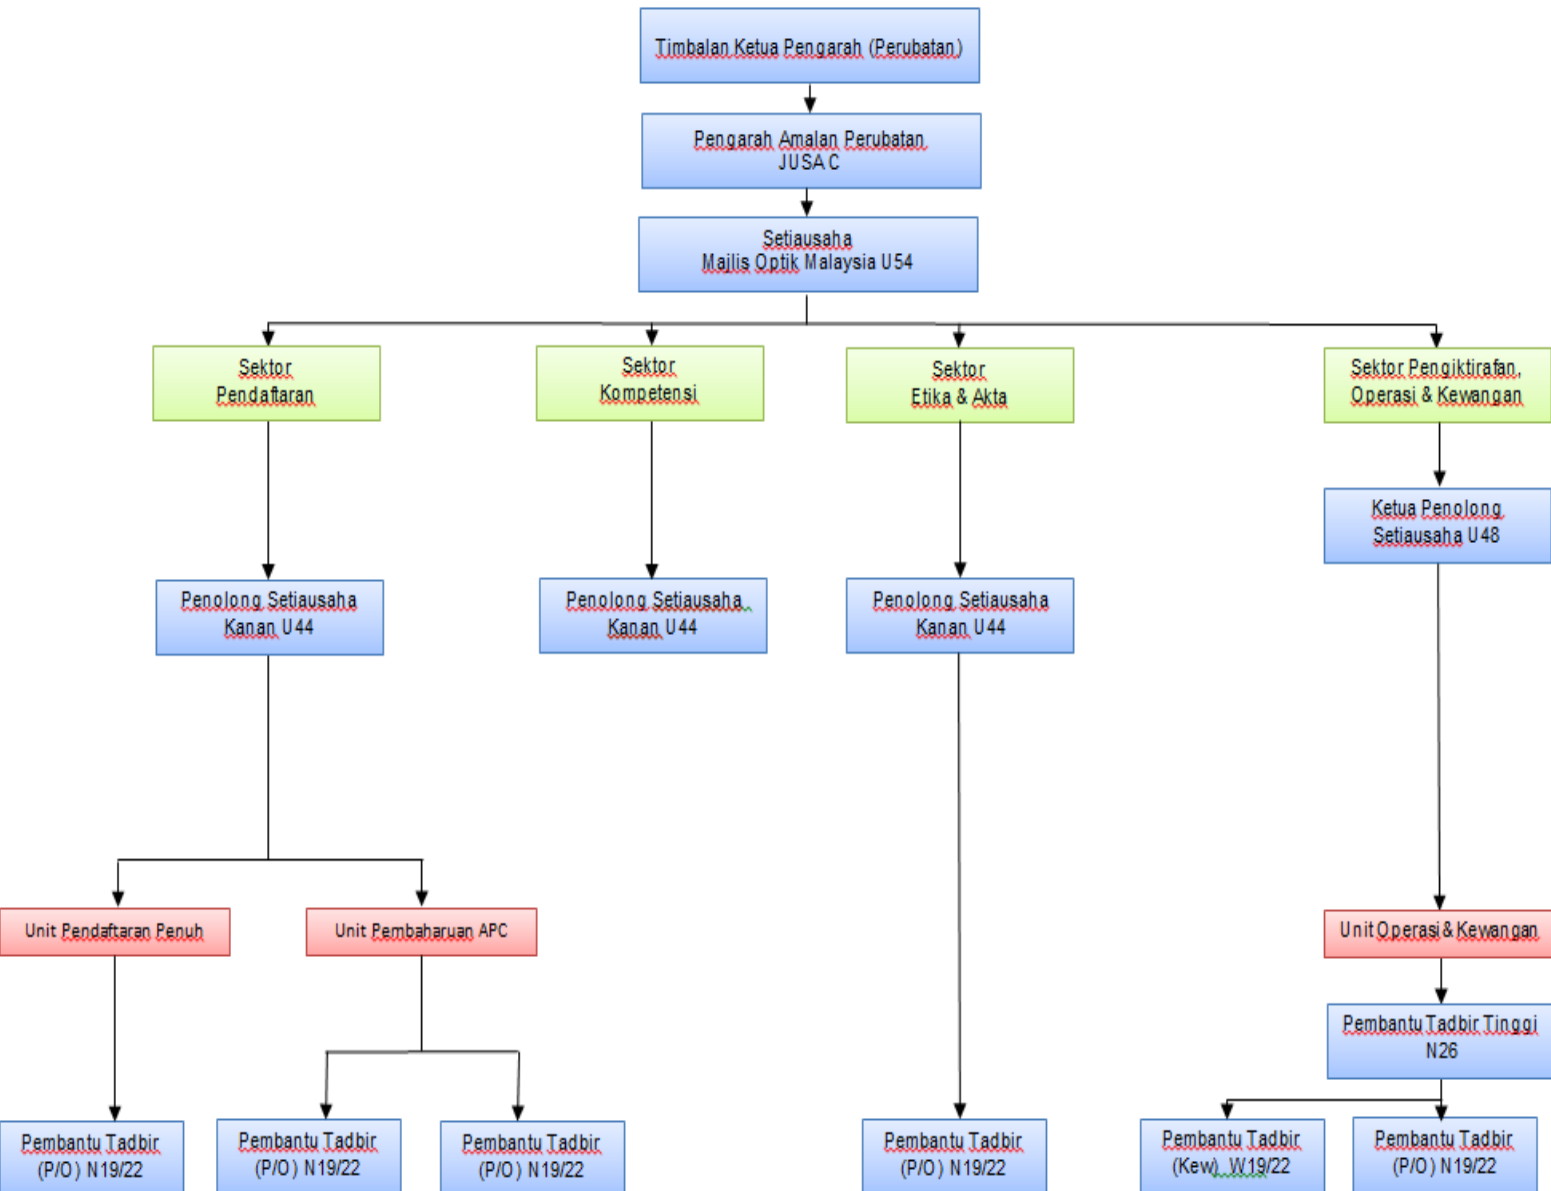 Timbalan Ketua Pengarah (Perubatan)
Pengarah Amalan Perubatan
JUSA C
Setiausaha
Majlis Optik Malaysia U54
Sektor
Pendaftaran
Sektor
Kompetensi
Sektor
Etika & Akta
Sektor Pengiktirafan,
Operasi & Kewangan
Ketua Penolong
Setiausaha U48
Penolong Setiausaha
Kanan U44
Penolong Setiausaha
Kanan U44
Penolong Setiausaha
Kanan U44
Unit Pendaftaran Penuh
Unit Pembaharuan APC
Unit Operasi & Kewangan
Pembantu Tadbir Tinggi
N26
Pembantu Tadbir
(P/O) N19/22
Pembantu Tadbir
(P/O) N19/22
Pembantu Tadbir
(P/O) N19/22
Pembantu Tadbir
(P/O) N19/22
Pembantu Tadbir
(Kew) W19/22
Pembantu Tadbir
(P/O) N19/22